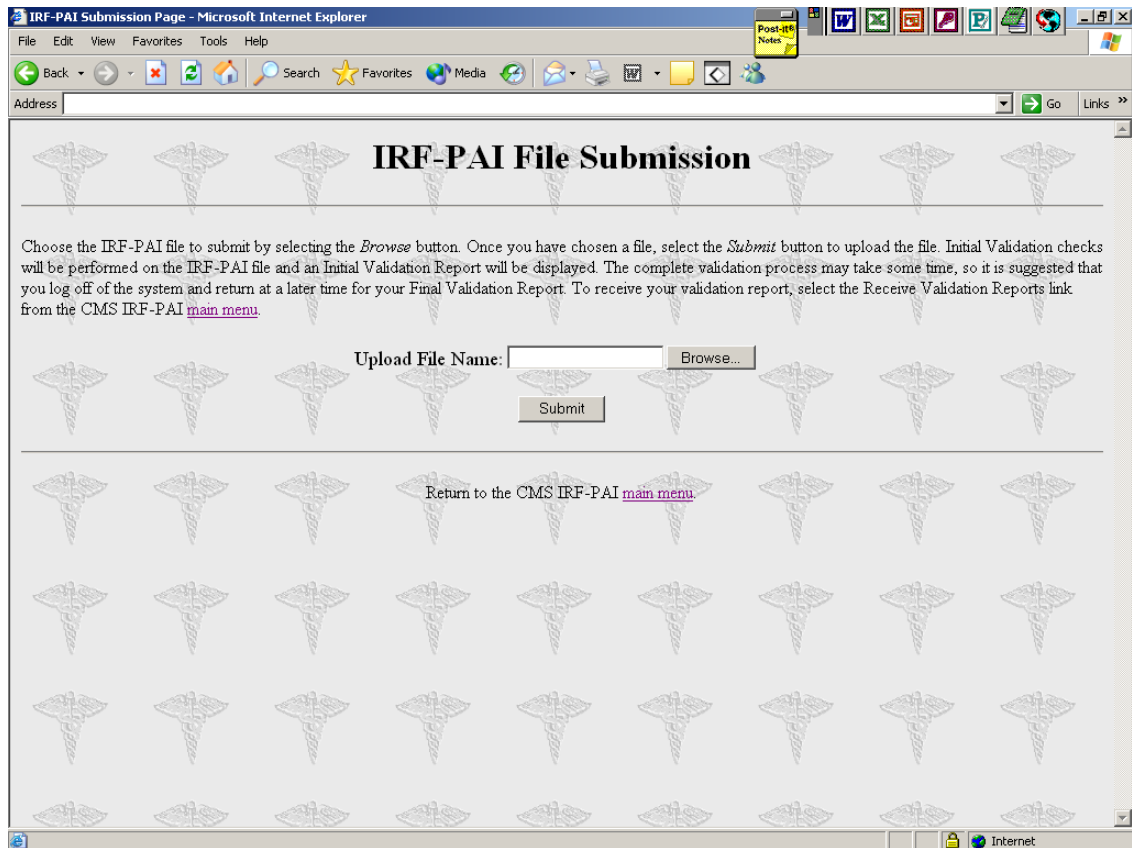 IRF-PAI Submission Page - Microsoft Internet Explorer
Post-it®
Notes
File Edit View Favorites Tools Help
Back Search Favorites Media
Address Go Links »
IRF-PAI File Submission
Choose the IRF-PAI file to submit by selecting the Browse button. Once you have chosen a file, select the Submit button to upload the file. Initial Validation checks
will be performed on the IRF-PAI file and an Initial Validation Report will be displayed. The complete validation process may take some time, so it is suggested that
you log off of the system and return at a later time for your Final Validation Report. To receive your validation report, select the Receive Validation Reports link
from the CMS IRF-PAI main menu.
Upload File Name: Browse...
Submit
Return to the CMS IRF-PAI main menu.
Internet